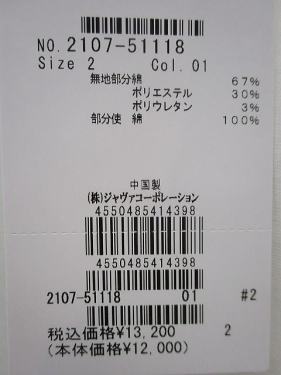 NO. 2107-51118
Size 2 Col. 01
無地部分綿 67%
ポリエステル 30%
ポリウレタン 3%
部分使 綿 100%
中国製
(株)ジャヴァコーポレーション
4550485414398
4550485414398
2107-51118 01 #2
税込価格¥13,200 2
(本体価格¥12,000)